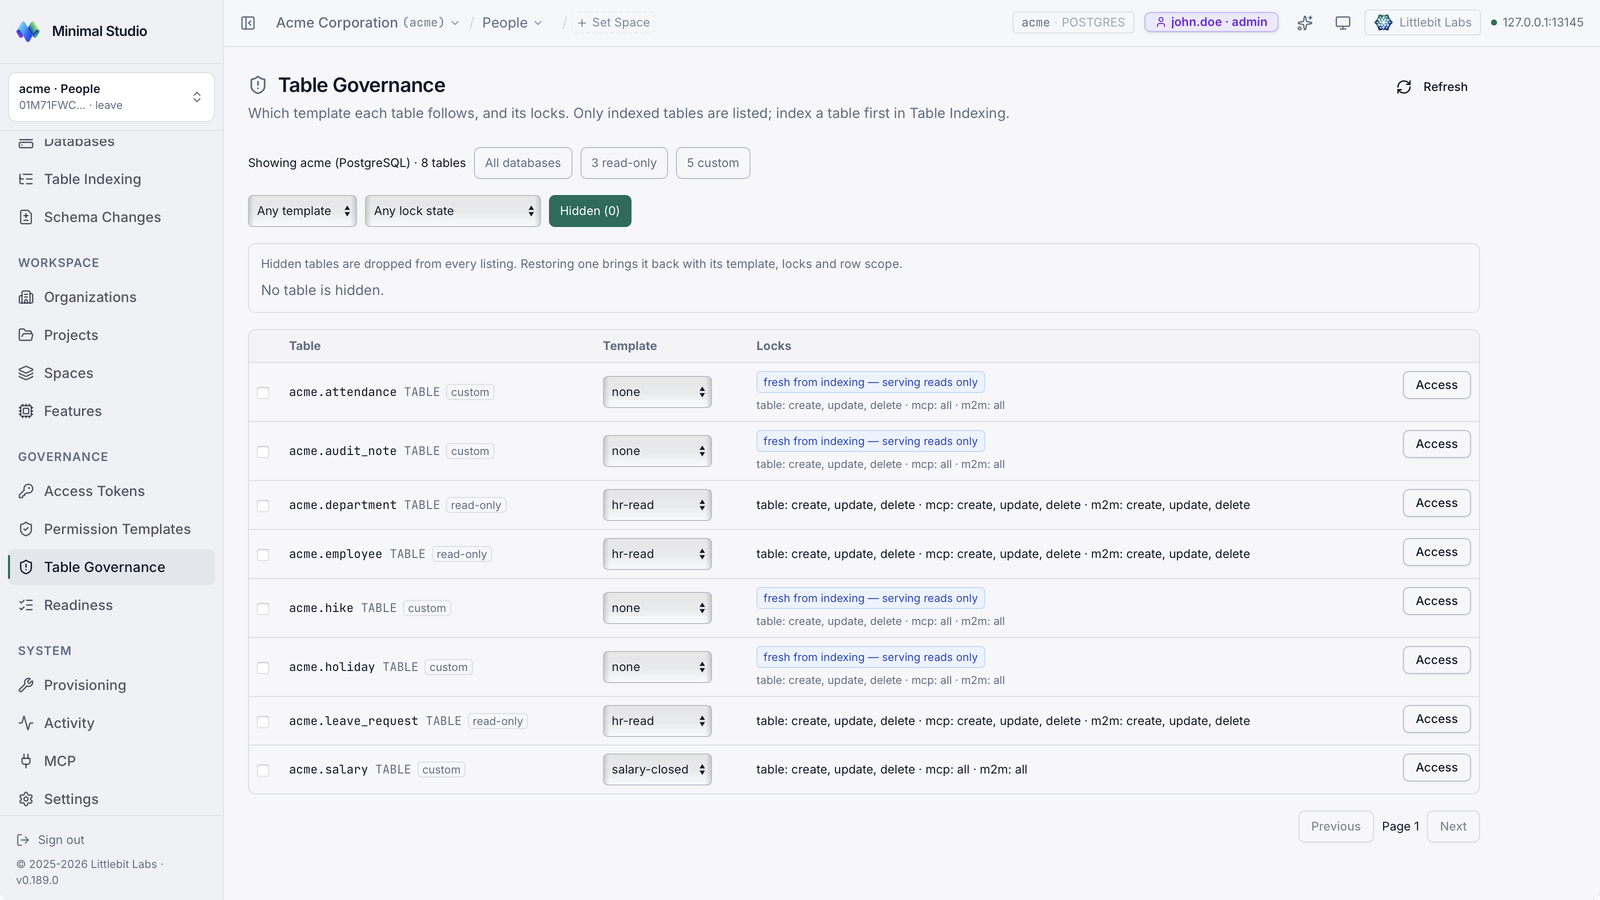 Minimal Studio
acme · People
01M71FWC... · leave
Databases
Table Indexing
Schema Changes
WORKSPACE
Organizations
Projects
Spaces
Features
GOVERNANCE
Access Tokens
Permission Templates
Table Governance
Readiness
SYSTEM
Provisioning
Activity
MCP
Settings
Sign out
© 2025-2026 Littlebit Labs ·
v0.189.0
Acme Corporation (acme) / People / + Set Space
acme · POSTGRES
john.doe · admin
Littlebit Labs
127.0.0.1:13145
Table Governance
Refresh
Which template each table follows, and its locks. Only indexed tables are listed; index a table first in Table Indexing.
Showing acme (PostgreSQL) · 8 tables All databases 3 read-only 5 custom
Any template Any lock state Hidden (0)
Hidden tables are dropped from every listing. Restoring one brings it back with its template, locks and row scope.
No table is hidden.
Table Template Locks
acme.attendance TABLE custom none fresh from indexing — serving reads only Access
table: create, update, delete · mcp: all · m2m: all
acme.audit_note TABLE custom none fresh from indexing — serving reads only Access
table: create, update, delete · mcp: all · m2m: all
acme.department TABLE read-only hr-read table: create, update, delete · mcp: create, update, delete · m2m: create, update, delete Access
acme.employee TABLE read-only hr-read table: create, update, delete · mcp: create, update, delete · m2m: create, update, delete Access
acme.hike TABLE custom none fresh from indexing — serving reads only Access
table: create, update, delete · mcp: all · m2m: all
acme.holiday TABLE custom none fresh from indexing — serving reads only Access
table: create, update, delete · mcp: all · m2m: all
acme.leave_request TABLE read-only hr-read table: create, update, delete · mcp: create, update, delete · m2m: create, update, delete Access
acme.salary TABLE custom salary-closed table: create, update, delete · mcp: all · m2m: all Access
Previous Page 1 Next